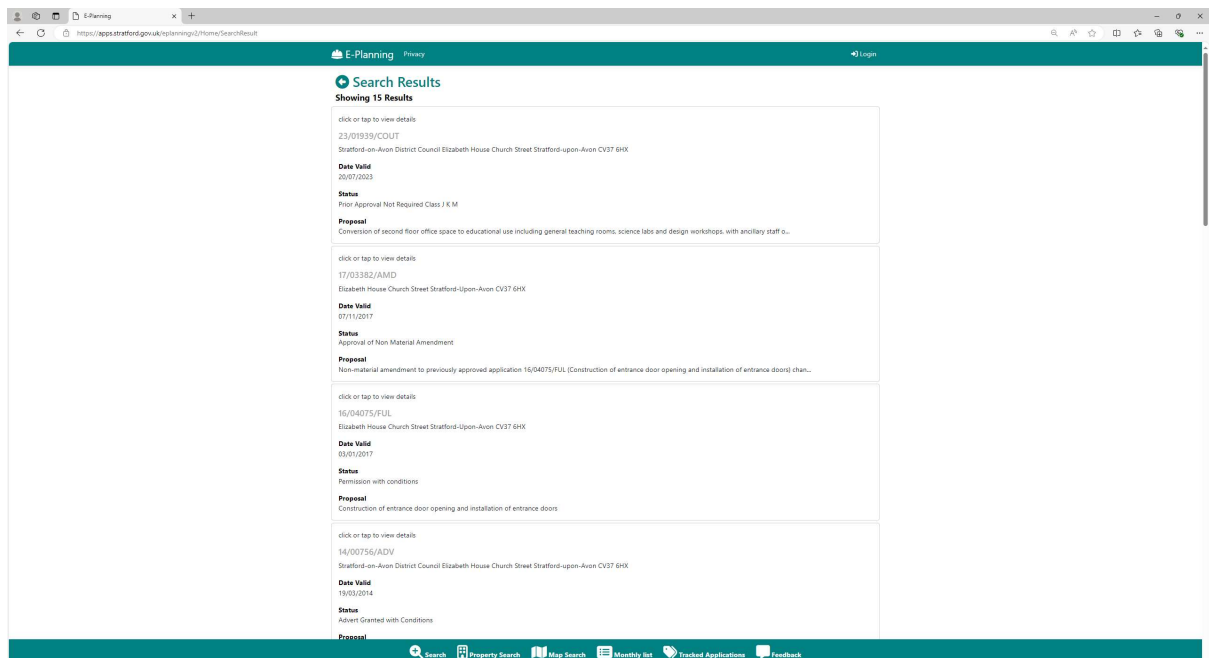 E-Planning
https://apps.stratford.gov.uk/eplanningv2/Home/SearchResult
E-Planning Privacy Login
Search Results
Showing 15 Results
click or tap to view details
23/01939/COUT
Stratford-on-Avon District Council Elizabeth House Church Street Stratford-upon-Avon CV37 6HX
Date Valid
20/07/2023
Status
Prior Approval Not Required Class J K M
Proposal
Conversion of second floor office space to educational use including general teaching rooms, science labs and design workshops, with ancillary staff o...
click or tap to view details
17/03382/AMD
Elizabeth House Church Street Stratford-Upon-Avon CV37 6HX
Date Valid
07/11/2017
Status
Approval of Non Material Amendment
Proposal
Non-material amendment to previously approved application 16/04075/FUL (Construction of entrance door opening and installation of entrance doors) chan...
click or tap to view details
16/04075/FUL
Elizabeth House Church Street Stratford-Upon-Avon CV37 6HX
Date Valid
03/01/2017
Status
Permission with conditions
Proposal
Construction of entrance door opening and installation of entrance doors
click or tap to view details
14/00756/ADV
Stratford-on-Avon District Council Elizabeth House Church Street Stratford-upon-Avon CV37 6HX
Date Valid
19/03/2014
Status
Advert Granted with Conditions
Proposal
Search Property Search Map Search Monthly list Tracked Applications Feedback